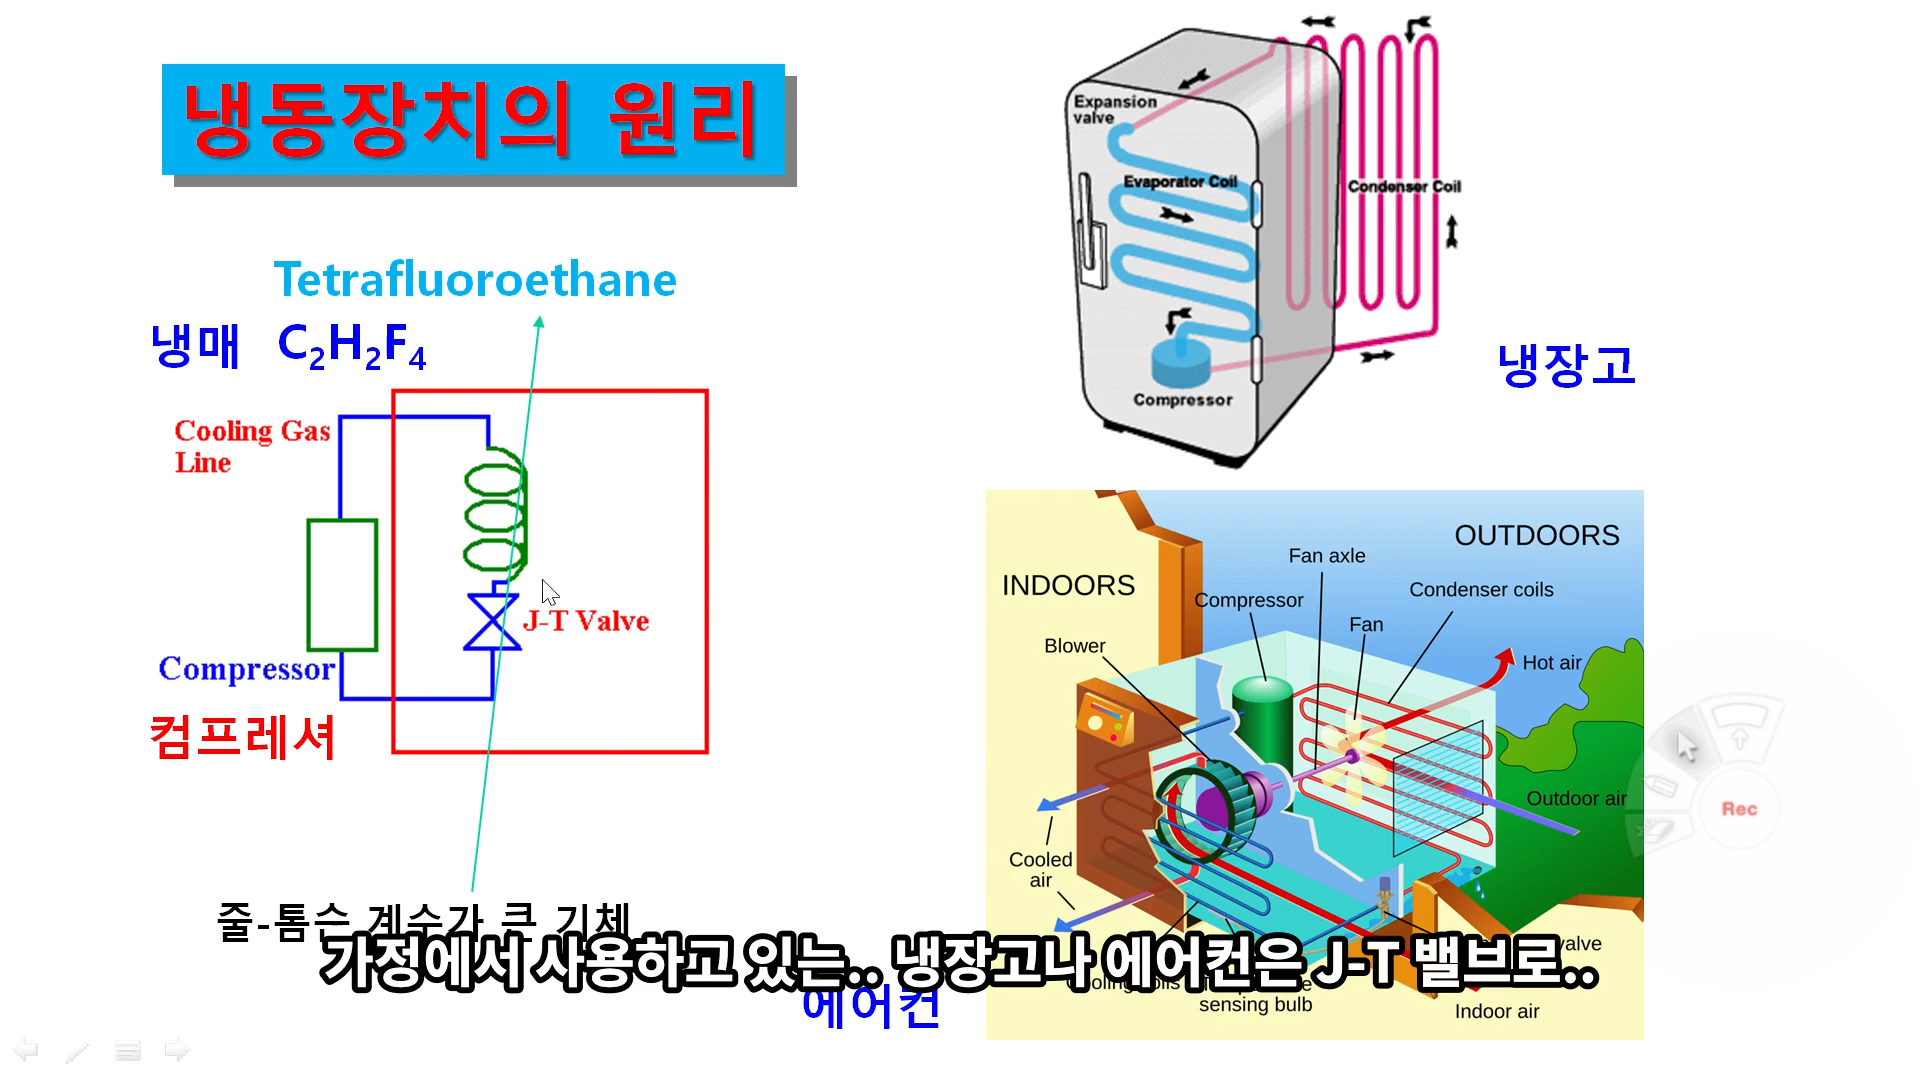 냉동장치의 원리
Tetrafluoroethane
냉매 C₂H₂F₄
Cooling Gas
Line
J-T Valve
Compressor
컴프레셔
줄-톰슨 계수가 큰 기체
Expansion
valve
Evaporator Coil
Condenser Coil
Compressor
냉장고
INDOORS
OUTDOORS
Fan axle
Condenser coils
Compressor
Fan
Blower
Hot air
Outdoor air
Cooled
air
valve
sensing bulb
Indoor air
에어컨
가정에서 사용하고 있는.. 냉장고나 에어컨은 J-T 밸브로..
Rec